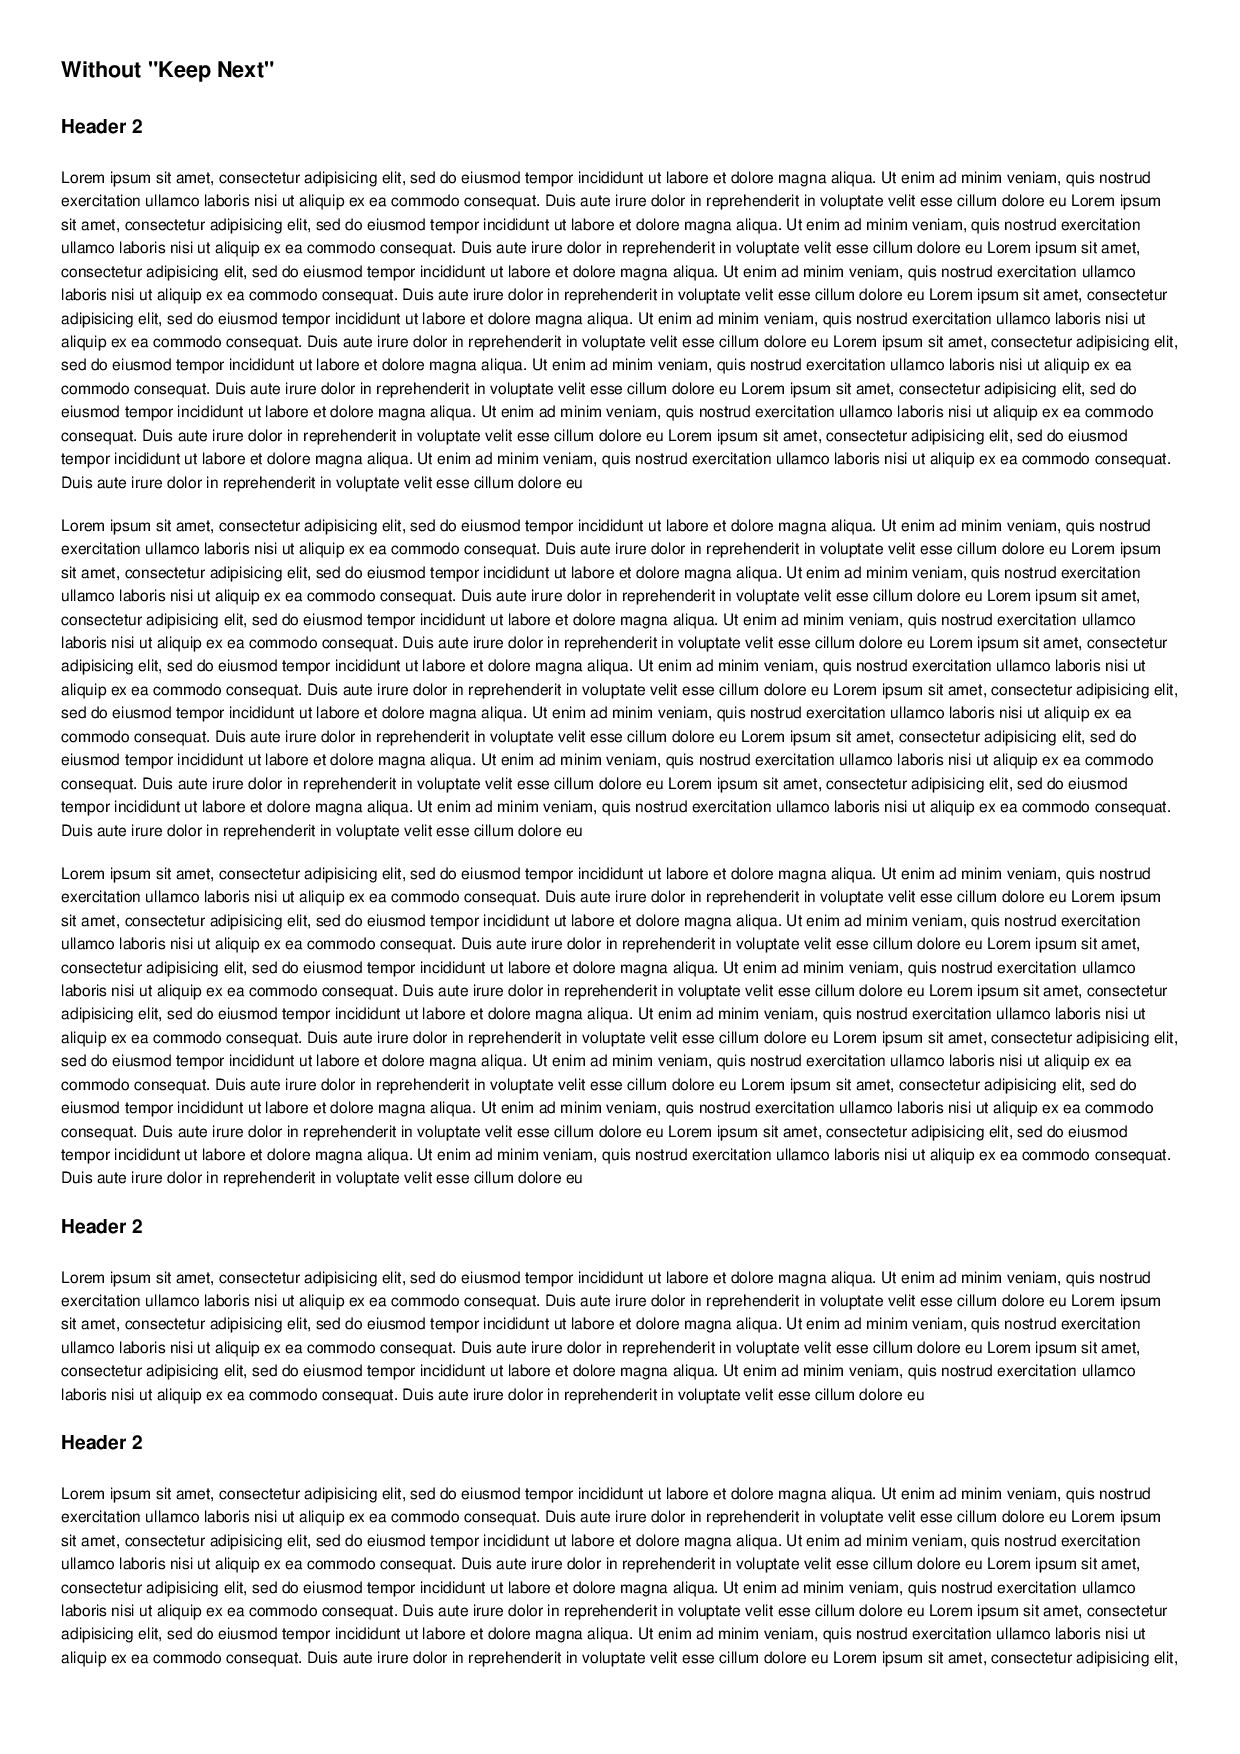 Without "Keep Next"
Header 2
Lorem ipsum sit amet, consectetur adipisicing elit, sed do eiusmod tempor incididunt ut labore et dolore magna aliqua. Ut enim ad minim veniam, quis nostrud
exercitation ullamco laboris nisi ut aliquip ex ea commodo consequat. Duis aute irure dolor in reprehenderit in voluptate velit esse cillum dolore eu Lorem ipsum
sit amet, consectetur adipisicing elit, sed do eiusmod tempor incididunt ut labore et dolore magna aliqua. Ut enim ad minim veniam, quis nostrud exercitation
ullamco laboris nisi ut aliquip ex ea commodo consequat. Duis aute irure dolor in reprehenderit in voluptate velit esse cillum dolore eu Lorem ipsum sit amet,
consectetur adipisicing elit, sed do eiusmod tempor incididunt ut labore et dolore magna aliqua. Ut enim ad minim veniam, quis nostrud exercitation ullamco
laboris nisi ut aliquip ex ea commodo consequat. Duis aute irure dolor in reprehenderit in voluptate velit esse cillum dolore eu Lorem ipsum sit amet, consectetur
adipisicing elit, sed do eiusmod tempor incididunt ut labore et dolore magna aliqua. Ut enim ad minim veniam, quis nostrud exercitation ullamco laboris nisi ut
aliquip ex ea commodo consequat. Duis aute irure dolor in reprehenderit in voluptate velit esse cillum dolore eu Lorem ipsum sit amet, consectetur adipisicing elit,
sed do eiusmod tempor incididunt ut labore et dolore magna aliqua. Ut enim ad minim veniam, quis nostrud exercitation ullamco laboris nisi ut aliquip ex ea
commodo consequat. Duis aute irure dolor in reprehenderit in voluptate velit esse cillum dolore eu Lorem ipsum sit amet, consectetur adipisicing elit, sed do
eiusmod tempor incididunt ut labore et dolore magna aliqua. Ut enim ad minim veniam, quis nostrud exercitation ullamco laboris nisi ut aliquip ex ea commodo
consequat. Duis aute irure dolor in reprehenderit in voluptate velit esse cillum dolore eu Lorem ipsum sit amet, consectetur adipisicing elit, sed do eiusmod
tempor incididunt ut labore et dolore magna aliqua. Ut enim ad minim veniam, quis nostrud exercitation ullamco laboris nisi ut aliquip ex ea commodo consequat.
Duis aute irure dolor in reprehenderit in voluptate velit esse cillum dolore eu
Lorem ipsum sit amet, consectetur adipisicing elit, sed do eiusmod tempor incididunt ut labore et dolore magna aliqua. Ut enim ad minim veniam, quis nostrud
exercitation ullamco laboris nisi ut aliquip ex ea commodo consequat. Duis aute irure dolor in reprehenderit in voluptate velit esse cillum dolore eu Lorem ipsum
sit amet, consectetur adipisicing elit, sed do eiusmod tempor incididunt ut labore et dolore magna aliqua. Ut enim ad minim veniam, quis nostrud exercitation
ullamco laboris nisi ut aliquip ex ea commodo consequat. Duis aute irure dolor in reprehenderit in voluptate velit esse cillum dolore eu Lorem ipsum sit amet,
consectetur adipisicing elit, sed do eiusmod tempor incididunt ut labore et dolore magna aliqua. Ut enim ad minim veniam, quis nostrud exercitation ullamco
laboris nisi ut aliquip ex ea commodo consequat. Duis aute irure dolor in reprehenderit in voluptate velit esse cillum dolore eu Lorem ipsum sit amet, consectetur
adipisicing elit, sed do eiusmod tempor incididunt ut labore et dolore magna aliqua. Ut enim ad minim veniam, quis nostrud exercitation ullamco laboris nisi ut
aliquip ex ea commodo consequat. Duis aute irure dolor in reprehenderit in voluptate velit esse cillum dolore eu Lorem ipsum sit amet, consectetur adipisicing elit,
sed do eiusmod tempor incididunt ut labore et dolore magna aliqua. Ut enim ad minim veniam, quis nostrud exercitation ullamco laboris nisi ut aliquip ex ea
commodo consequat. Duis aute irure dolor in reprehenderit in voluptate velit esse cillum dolore eu Lorem ipsum sit amet, consectetur adipisicing elit, sed do
eiusmod tempor incididunt ut labore et dolore magna aliqua. Ut enim ad minim veniam, quis nostrud exercitation ullamco laboris nisi ut aliquip ex ea commodo
consequat. Duis aute irure dolor in reprehenderit in voluptate velit esse cillum dolore eu Lorem ipsum sit amet, consectetur adipisicing elit, sed do eiusmod
tempor incididunt ut labore et dolore magna aliqua. Ut enim ad minim veniam, quis nostrud exercitation ullamco laboris nisi ut aliquip ex ea commodo consequat.
Duis aute irure dolor in reprehenderit in voluptate velit esse cillum dolore eu
Lorem ipsum sit amet, consectetur adipisicing elit, sed do eiusmod tempor incididunt ut labore et dolore magna aliqua. Ut enim ad minim veniam, quis nostrud
exercitation ullamco laboris nisi ut aliquip ex ea commodo consequat. Duis aute irure dolor in reprehenderit in voluptate velit esse cillum dolore eu Lorem ipsum
sit amet, consectetur adipisicing elit, sed do eiusmod tempor incididunt ut labore et dolore magna aliqua. Ut enim ad minim veniam, quis nostrud exercitation
ullamco laboris nisi ut aliquip ex ea commodo consequat. Duis aute irure dolor in reprehenderit in voluptate velit esse cillum dolore eu Lorem ipsum sit amet,
consectetur adipisicing elit, sed do eiusmod tempor incididunt ut labore et dolore magna aliqua. Ut enim ad minim veniam, quis nostrud exercitation ullamco
laboris nisi ut aliquip ex ea commodo consequat. Duis aute irure dolor in reprehenderit in voluptate velit esse cillum dolore eu Lorem ipsum sit amet, consectetur
adipisicing elit, sed do eiusmod tempor incididunt ut labore et dolore magna aliqua. Ut enim ad minim veniam, quis nostrud exercitation ullamco laboris nisi ut
aliquip ex ea commodo consequat. Duis aute irure dolor in reprehenderit in voluptate velit esse cillum dolore eu Lorem ipsum sit amet, consectetur adipisicing elit,
sed do eiusmod tempor incididunt ut labore et dolore magna aliqua. Ut enim ad minim veniam, quis nostrud exercitation ullamco laboris nisi ut aliquip ex ea
commodo consequat. Duis aute irure dolor in reprehenderit in voluptate velit esse cillum dolore eu Lorem ipsum sit amet, consectetur adipisicing elit, sed do
eiusmod tempor incididunt ut labore et dolore magna aliqua. Ut enim ad minim veniam, quis nostrud exercitation ullamco laboris nisi ut aliquip ex ea commodo
consequat. Duis aute irure dolor in reprehenderit in voluptate velit esse cillum dolore eu Lorem ipsum sit amet, consectetur adipisicing elit, sed do eiusmod
tempor incididunt ut labore et dolore magna aliqua. Ut enim ad minim veniam, quis nostrud exercitation ullamco laboris nisi ut aliquip ex ea commodo consequat.
Duis aute irure dolor in reprehenderit in voluptate velit esse cillum dolore eu
Header 2
Lorem ipsum sit amet, consectetur adipisicing elit, sed do eiusmod tempor incididunt ut labore et dolore magna aliqua. Ut enim ad minim veniam, quis nostrud
exercitation ullamco laboris nisi ut aliquip ex ea commodo consequat. Duis aute irure dolor in reprehenderit in voluptate velit esse cillum dolore eu Lorem ipsum
sit amet, consectetur adipisicing elit, sed do eiusmod tempor incididunt ut labore et dolore magna aliqua. Ut enim ad minim veniam, quis nostrud exercitation
ullamco laboris nisi ut aliquip ex ea commodo consequat. Duis aute irure dolor in reprehenderit in voluptate velit esse cillum dolore eu Lorem ipsum sit amet,
consectetur adipisicing elit, sed do eiusmod tempor incididunt ut labore et dolore magna aliqua. Ut enim ad minim veniam, quis nostrud exercitation ullamco
laboris nisi ut aliquip ex ea commodo consequat. Duis aute irure dolor in reprehenderit in voluptate velit esse cillum dolore eu
Header 2
Lorem ipsum sit amet, consectetur adipisicing elit, sed do eiusmod tempor incididunt ut labore et dolore magna aliqua. Ut enim ad minim veniam, quis nostrud
exercitation ullamco laboris nisi ut aliquip ex ea commodo consequat. Duis aute irure dolor in reprehenderit in voluptate velit esse cillum dolore eu Lorem ipsum
sit amet, consectetur adipisicing elit, sed do eiusmod tempor incididunt ut labore et dolore magna aliqua. Ut enim ad minim veniam, quis nostrud exercitation
ullamco laboris nisi ut aliquip ex ea commodo consequat. Duis aute irure dolor in reprehenderit in voluptate velit esse cillum dolore eu Lorem ipsum sit amet,
consectetur adipisicing elit, sed do eiusmod tempor incididunt ut labore et dolore magna aliqua. Ut enim ad minim veniam, quis nostrud exercitation ullamco
laboris nisi ut aliquip ex ea commodo consequat. Duis aute irure dolor in reprehenderit in voluptate velit esse cillum dolore eu Lorem ipsum sit amet, consectetur
adipisicing elit, sed do eiusmod tempor incididunt ut labore et dolore magna aliqua. Ut enim ad minim veniam, quis nostrud exercitation ullamco laboris nisi ut
aliquip ex ea commodo consequat. Duis aute irure dolor in reprehenderit in voluptate velit esse cillum dolore eu Lorem ipsum sit amet, consectetur adipisicing elit,